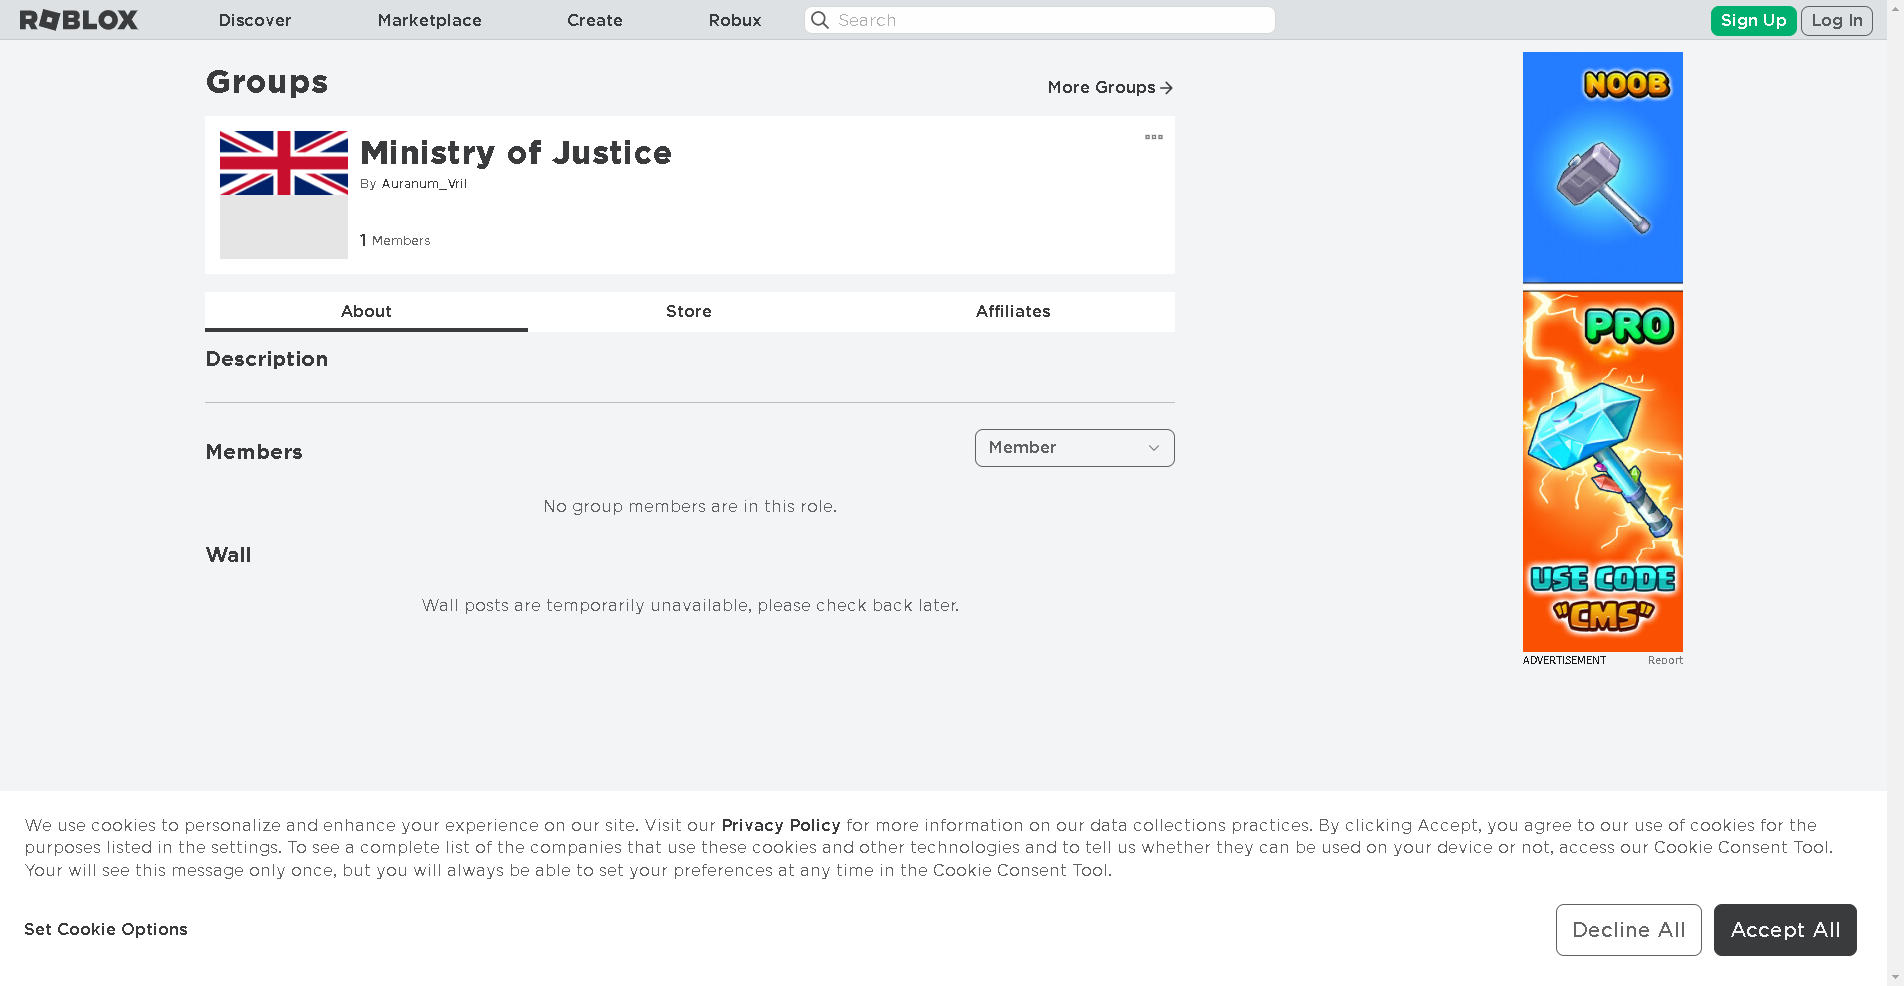 ROBLOX Discover Marketplace Create Robux Search Sign Up Log In
Groups
More Groups
Ministry of Justice
By Auranum_Vril
1 Members
About Store Affiliates
Description
Members
Member
No group members are in this role.
Wall
Wall posts are temporarily unavailable, please check back later.
NOOB
PRO
USE CODE
"CMS"
ADVERTISEMENT Report
We use cookies to personalize and enhance your experience on our site. Visit our Privacy Policy for more information on our data collections practices. By clicking Accept, you agree to our use of cookies for the
purposes listed in the settings. To see a complete list of the companies that use these cookies and other technologies and to tell us whether they can be used on your device or not, access our Cookie Consent Tool.
Your will see this message only once, but you will always be able to set your preferences at any time in the Cookie Consent Tool.
Set Cookie Options
Decline All
Accept All